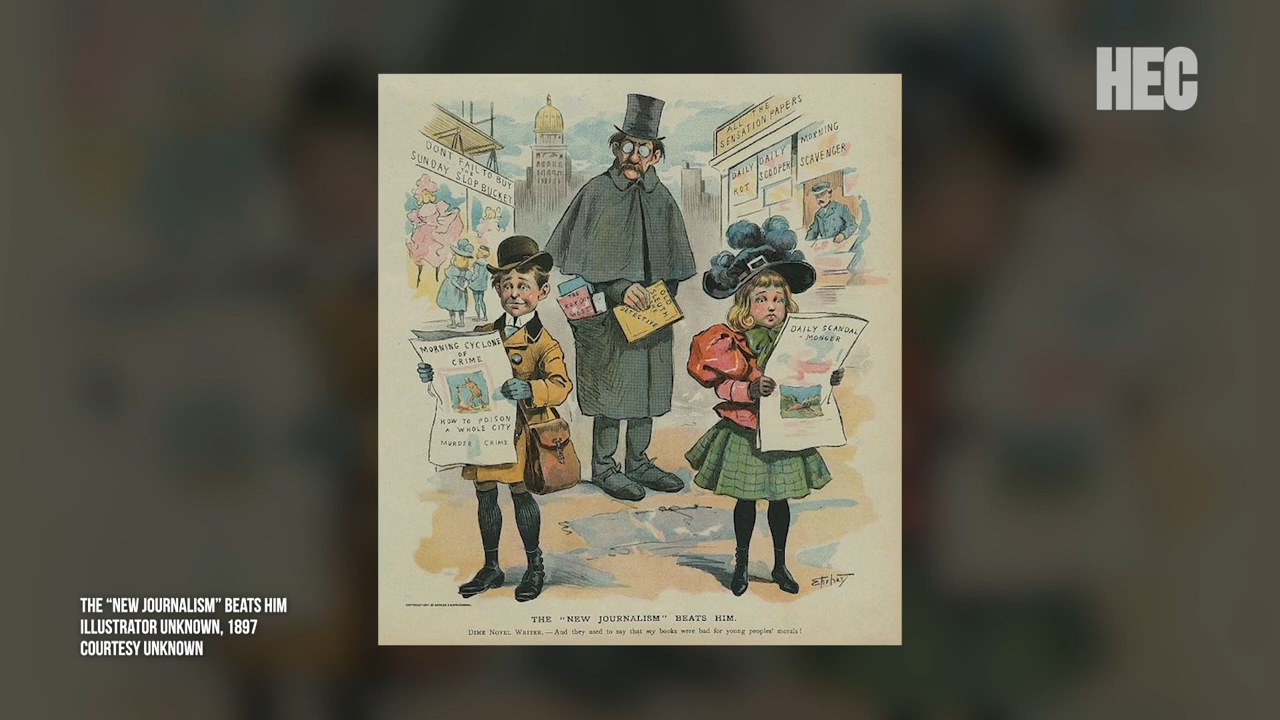 HEC
DON'T FAIL TO BUY
THE
SUNDAY SLOP BUCKET
ALL THE
SENSATION PAPERS
DAILY
ROT
DAILY
SCOOPER
MORNING
SCAVENGER
OLD
SLEUTH
DETECTIVE
MORNING CYCLONE
OF
CRIME
HOW TO POISON
A WHOLE CITY
MURDER CRIME
DAILY SCANDAL
MONGER
THE "NEW JOURNALISM" BEATS HIM.
DIME NOVEL WRITER.—And they used to say that my books were bad for young peoples' morals!
THE “NEW JOURNALISM” BEATS HIM
ILLUSTRATOR UNKNOWN, 1897
COURTESY UNKNOWN